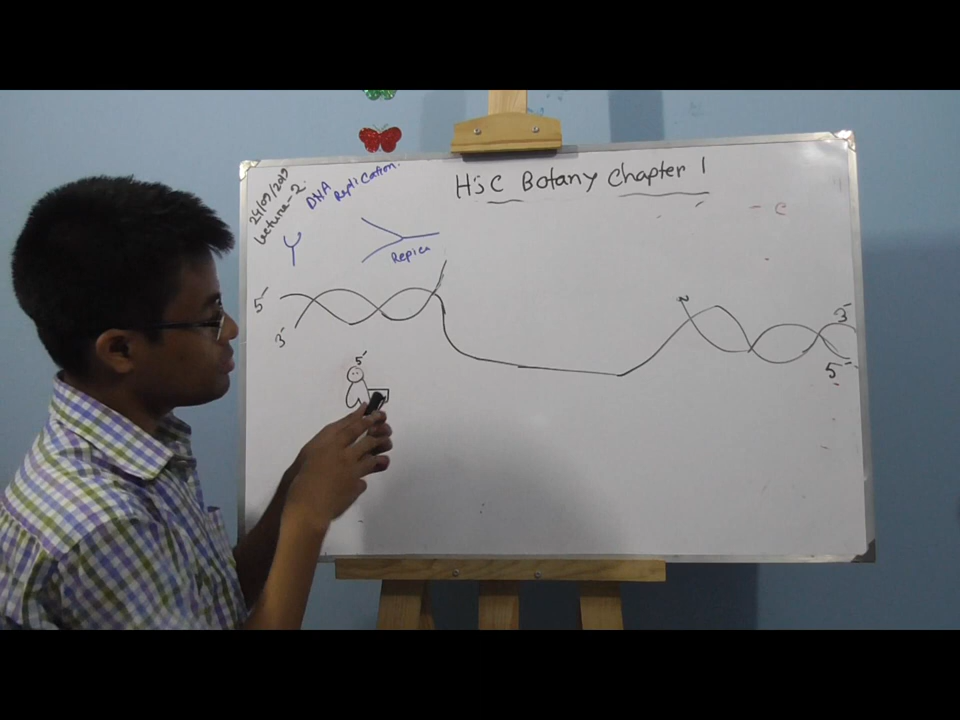 24/09/2019
Lecture-2.
DNA
Replication.
HSC Botany Chapter 1
Replica
5'
3'
5'
3'
5'